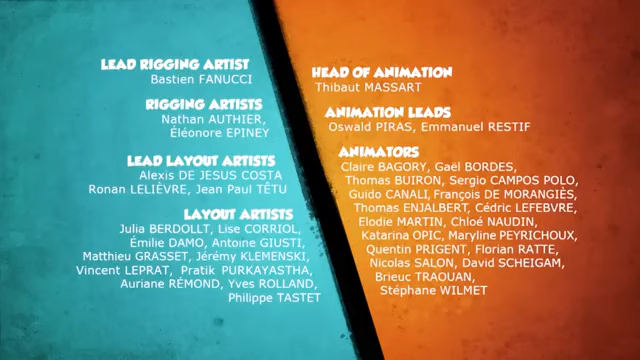 LEAD RIGGING ARTIST
Bastien FANUCCI
RIGGING ARTISTS
Nathan AUTHIER,
Éléonore EPINEY
LEAD LAYOUT ARTISTS
Alexis DE JESUS COSTA
Ronan LELIÈVRE, Jean Paul TÊTU
LAYOUT ARTISTS
Julia BERDOLLT, Lise CORRIOL,
Émilie DAMO, Antoine GIUSTI,
Matthieu GRASSET, Jérémy KLEMENSKI,
Vincent LEPRAT, Pratik PURKAYASTHA,
Auriane RÉMOND, Yves ROLLAND,
Philippe TASTET
HEAD OF ANIMATION
Thibaut MASSART
ANIMATION LEADS
Oswald PIRAS, Emmanuel RESTIF
ANIMATORS
Claire BAGORY, Gaël BORDES,
Thomas BUIRON, Sergio CAMPOS POLO,
Guido CANALI, François DE MORANGIÈS,
Thomas ENJALBERT, Cédric LEFEBVRE,
Elodie MARTIN, Chloé NAUDIN,
Katarina OPIC, Maryline PEYRICHOUX,
Quentin PRIGENT, Florian RATTE,
Nicolas SALON, David SCHEIGAM,
Brieuc TRAOUAN,
Stéphane WILMET